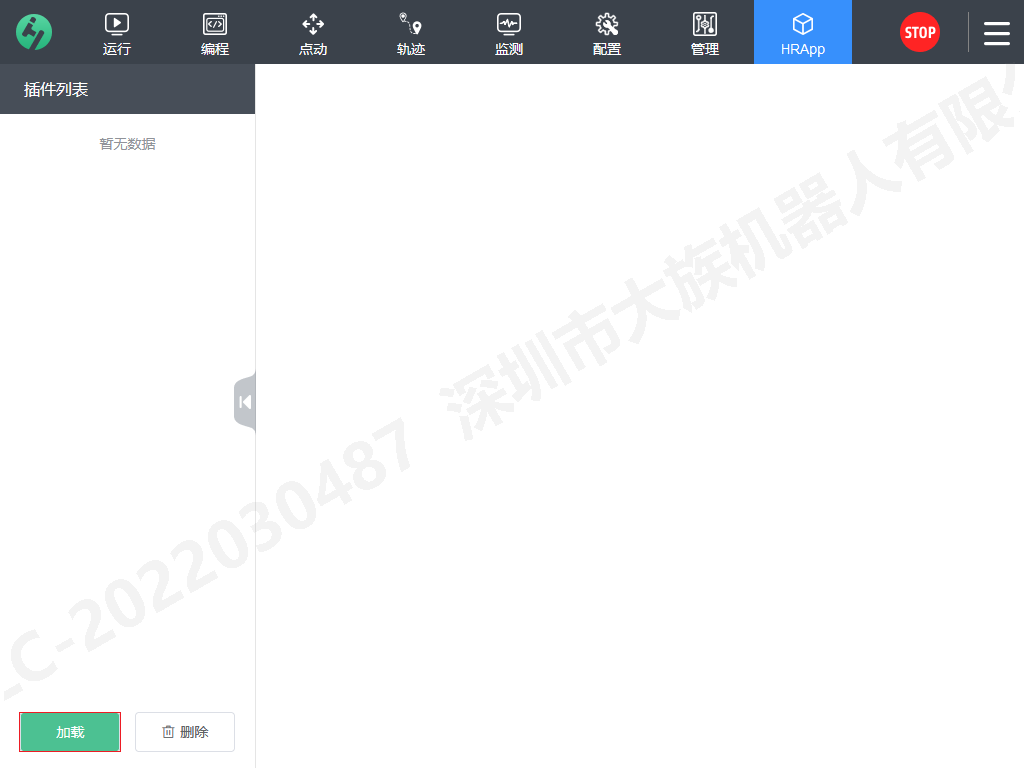 运行
编程
点动
轨迹
监测
配置
管理
HRApp
STOP
插件列表
暂无数据
C-2022030487 深圳市大族机器人有限
加载
删除